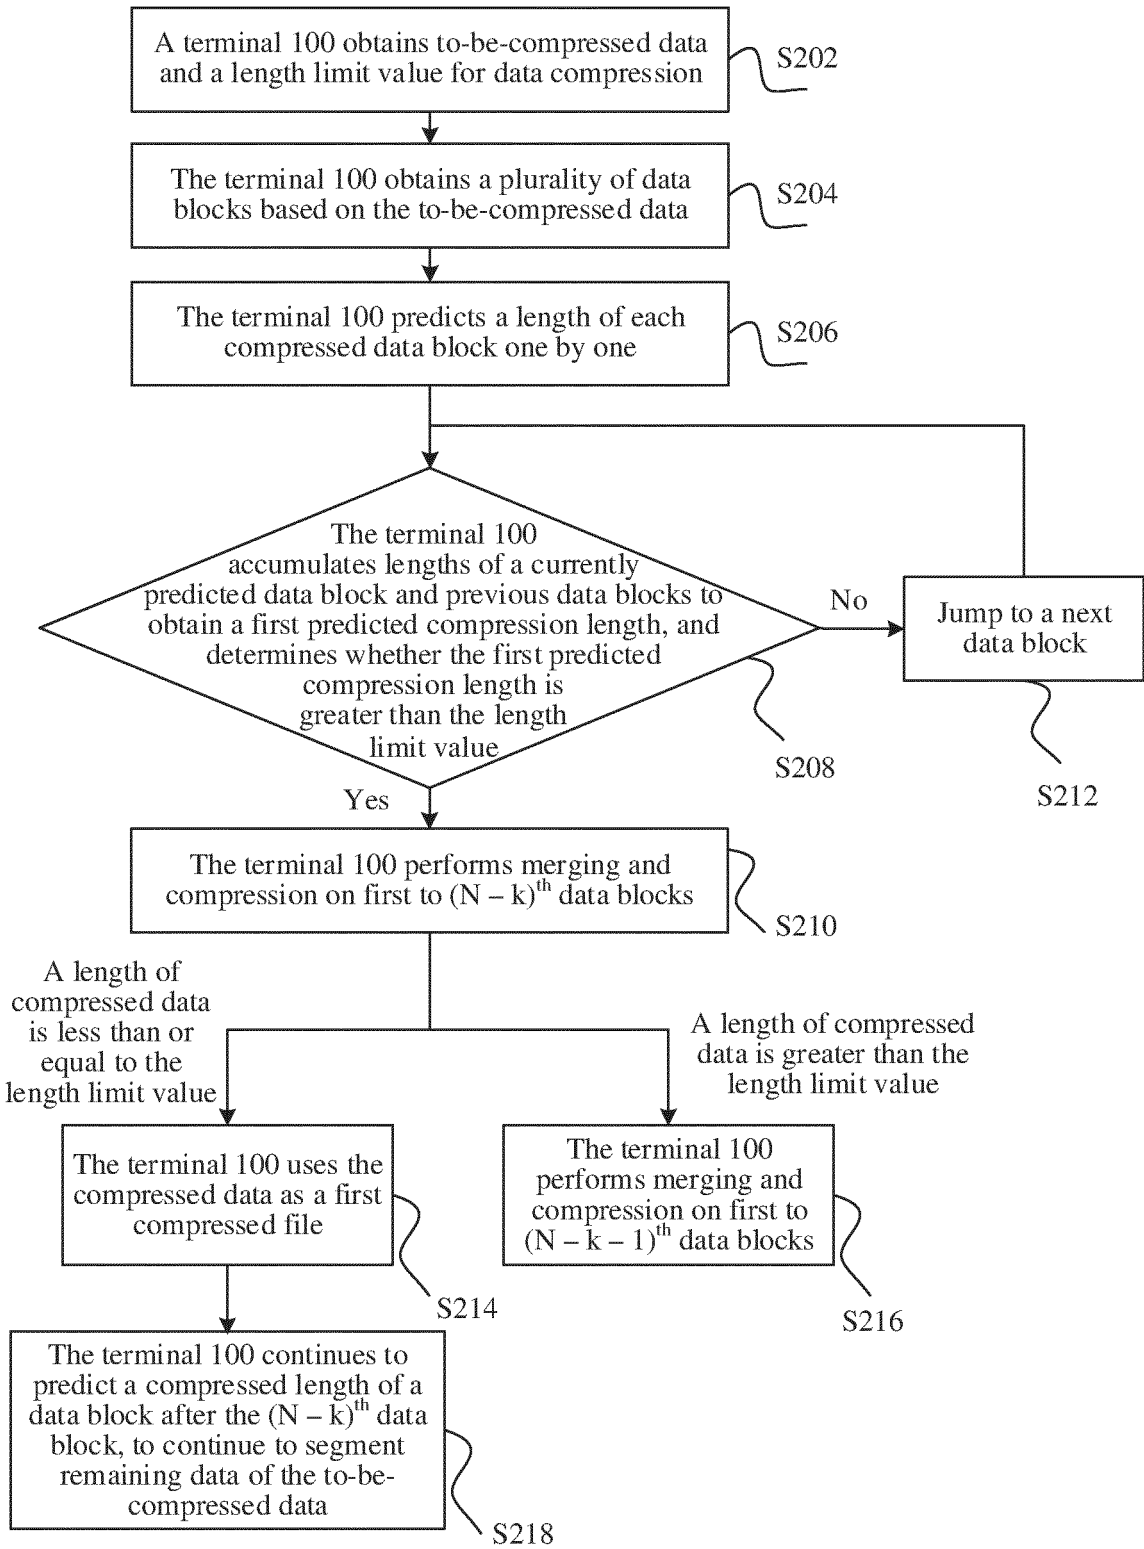 A terminal 100 obtains to-be-compressed data
and a length limit value for data compression
S202
The terminal 100 obtains a plurality of data
blocks based on the to-be-compressed data
S204
The terminal 100 predicts a length of each
compressed data block one by one
S206
The terminal 100
accumulates lengths of a currently
predicted data block and previous data blocks to
obtain a first predicted compression length, and
determines whether the first predicted
compression length is
greater than the length
limit value
S208
No
Jump to a next
data block
S212
Yes
The terminal 100 performs merging and
compression on first to (N – k)th data blocks
S210
A length of
compressed data
is less than or
equal to the
length limit value
A length of compressed
data is greater than the
length limit value
The terminal 100 uses the
compressed data as a first
compressed file
S214
The terminal 100
performs merging and
compression on first to
(N – k – 1)th data blocks
S216
The terminal 100 continues to
predict a compressed length of a
data block after the (N – k)th data
block, to continue to segment
remaining data of the to-be-
compressed data
S218